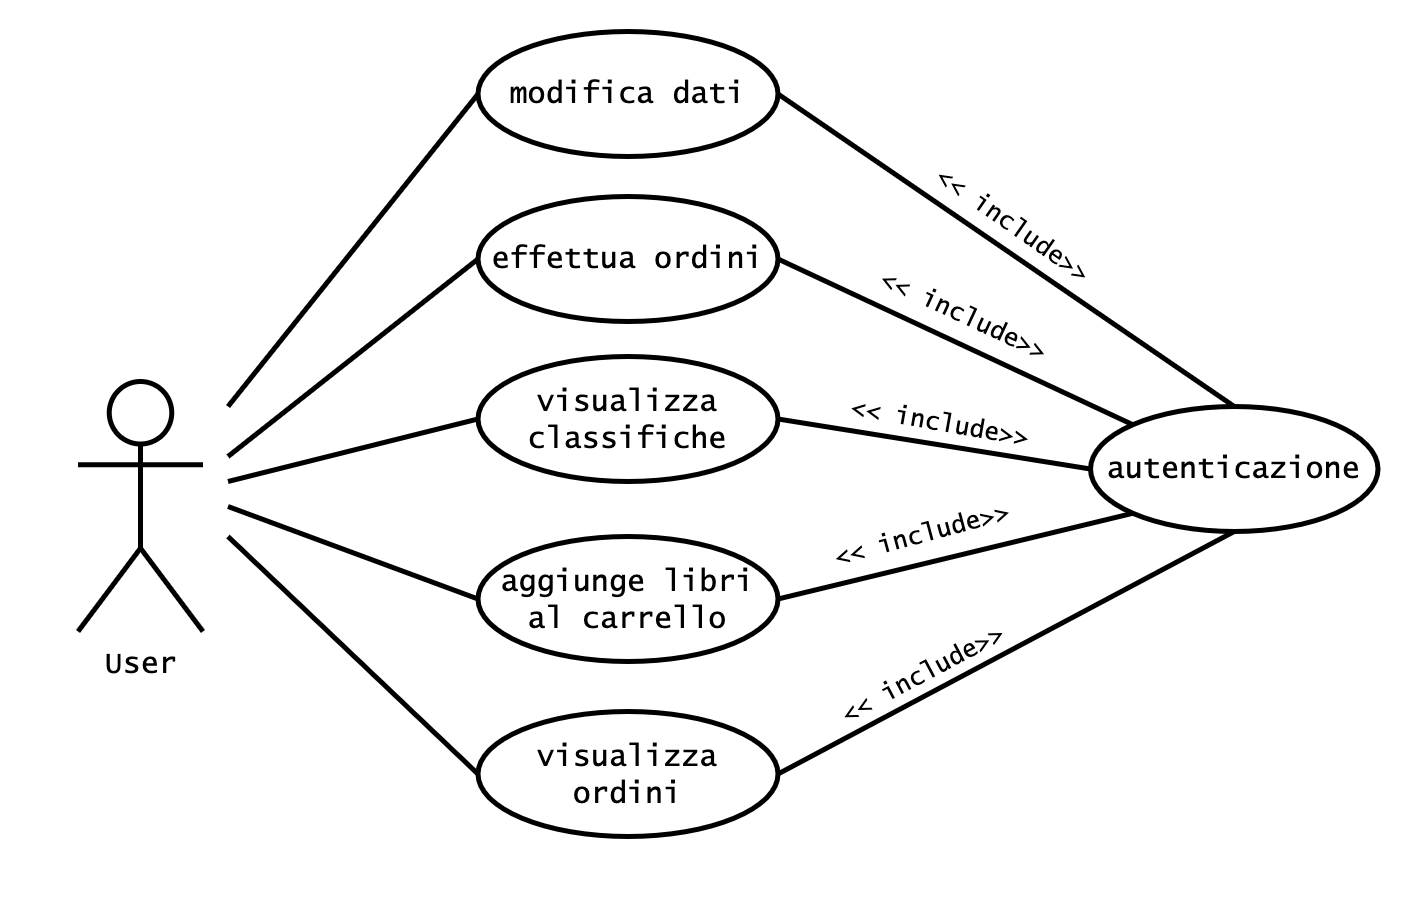 modifica dati
<< include>>
effettua ordini
<< include>>
visualizza
classifiche
<< include>>
autenticazione
aggiunge libri
al carrello
<< include>>
User
<< include>>
visualizza
ordini